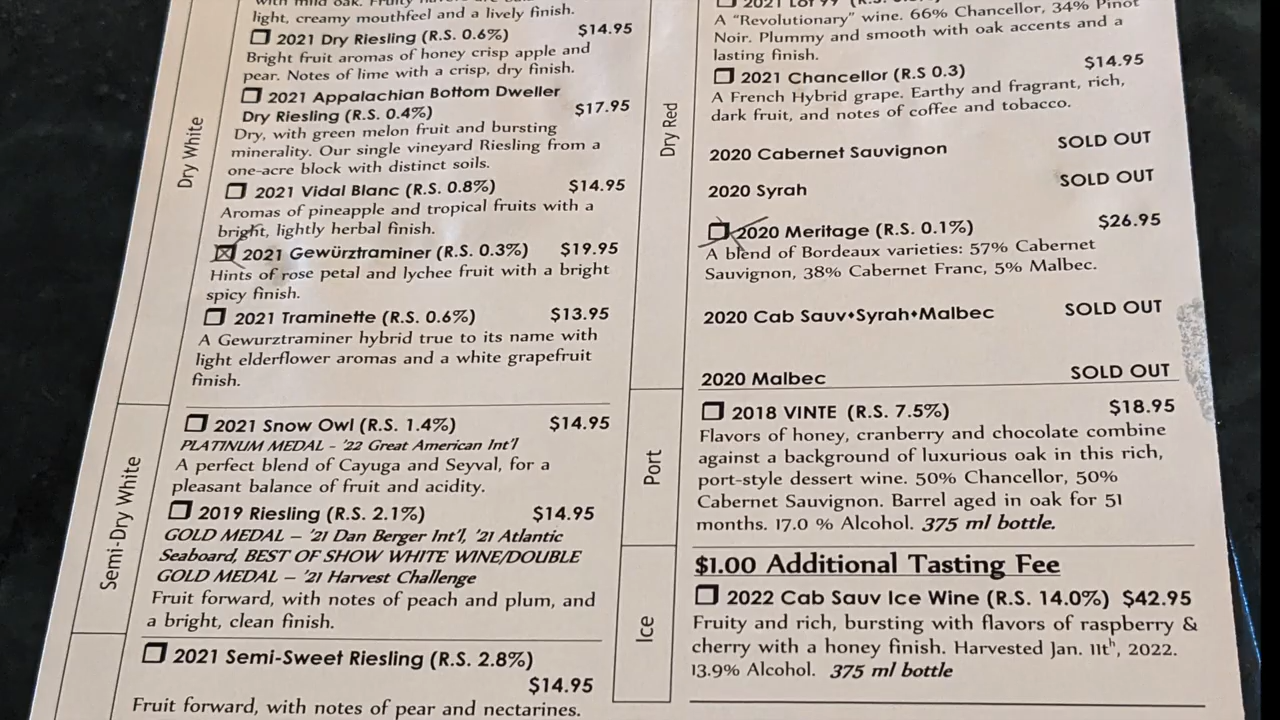 light, creamy mouthfeel and a lively finish.
2021 Dry Riesling (R.S. 0.6%) $14.95
Bright fruit aromas of honey crisp apple and
pear. Notes of lime with a crisp, dry finish.
2021 Appalachian Bottom Dweller
Dry Riesling (R.S. 0.4%) $17.95
Dry, with green melon fruit and bursting
minerality. Our single vineyard Riesling from a
one-acre block with distinct soils.
2021 Vidal Blanc (R.S. 0.8%) $14.95
Aromas of pineapple and tropical fruits with a
bright, lightly herbal finish.
2021 Gewürztraminer (R.S. 0.3%) $19.95
Hints of rose petal and lychee fruit with a bright
spicy finish.
2021 Traminette (R.S. 0.6%) $13.95
A Gewurztraminer hybrid true to its name with
light elderflower aromas and a white grapefruit
finish.
Dry White
2021 Snow Owl (R.S. 1.4%) $14.95
PLATINUM MEDAL - '22 Great American Int'l
A perfect blend of Cayuga and Seyval, for a
pleasant balance of fruit and acidity.
2019 Riesling (R.S. 2.1%) $14.95
GOLD MEDAL – '21 Dan Berger Int'l, '21 Atlantic
Seaboard, BEST OF SHOW WHITE WINE/DOUBLE
GOLD MEDAL – '21 Harvest Challenge
Fruit forward, with notes of peach and plum, and
a bright, clean finish.
Semi-Dry White
2021 Semi-Sweet Riesling (R.S. 2.8%)
$14.95
Fruit forward, with notes of pear and nectarines.
A "Revolutionary" wine. 66% Chancellor, 34% Pinot
Noir. Plummy and smooth with oak accents and a
lasting finish.
2021 Chancellor (R.S 0.3) $14.95
A French Hybrid grape. Earthy and fragrant, rich,
dark fruit, and notes of coffee and tobacco.
2020 Cabernet Sauvignon SOLD OUT
2020 Syrah SOLD OUT
2020 Meritage (R.S. 0.1%) $26.95
A blend of Bordeaux varieties: 57% Cabernet
Sauvignon, 38% Cabernet Franc, 5% Malbec.
2020 Cab Sauv•Syrah•Malbec SOLD OUT
2020 Malbec SOLD OUT
Dry Red
2018 VINTE (R.S. 7.5%) $18.95
Flavors of honey, cranberry and chocolate combine
against a background of luxurious oak in this rich,
port-style dessert wine. 50% Chancellor, 50%
Cabernet Sauvignon. Barrel aged in oak for 51
months. 17.0 % Alcohol. 375 ml bottle.
Port
$1.00 Additional Tasting Fee
2022 Cab Sauv Ice Wine (R.S. 14.0%) $42.95
Fruity and rich, bursting with flavors of raspberry &
cherry with a honey finish. Harvested Jan. 11th, 2022.
13.9% Alcohol. 375 ml bottle
Ice